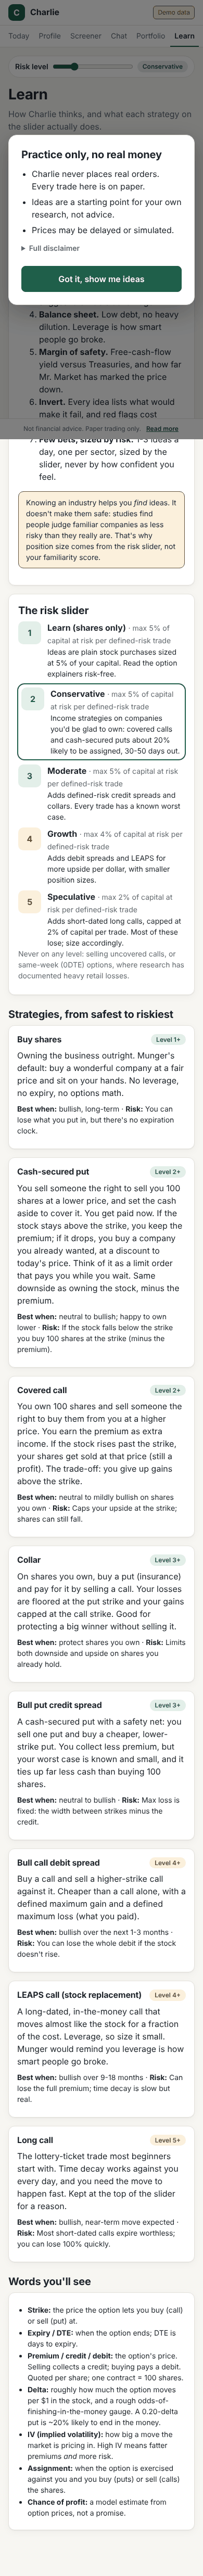 C Charlie Demo data
Today Profile Screener Chat Portfolio Learn
Risk level Conservative
Learn
How Charlie thinks, and what each strategy on
the slider actually does.
Practice only, no real money
• Charlie never places real orders.
Every trade here is on paper.
• Ideas are a starting point for your own
research, not advice.
• Prices may be delayed or simulated.
▸ Full disclaimer
Got it, show me ideas
4. Balance sheet. Low debt, no heavy
dilution. Leverage is how smart
people go broke.
5. Margin of safety. Free-cash-flow
yield versus Treasuries, and how far
Mr. Market has marked the price
down.
6. Invert. Every idea lists what would
make it fail, and red flags cost
Not financial advice. Paper trading only. Read more
7. Few bets, sized by risk. 1-3 ideas a
day, one per sector, sized by the
slider, never by how confident you
feel.
Knowing an industry helps you find ideas. It
doesn't make them safe: studies find
people judge familiar companies as less
risky than they really are. That's why
position size comes from the risk slider, not
your familiarity score.
The risk slider
1 Learn (shares only) · max 5% of
capital at risk per defined-risk trade
Ideas are plain stock purchases sized
at 5% of your capital. Read the option
explainers risk-free.
2 Conservative · max 5% of capital
at risk per defined-risk trade
Income strategies on companies
you'd be glad to own: covered calls
and cash-secured puts about 20%
likely to be assigned, 30-50 days out.
3 Moderate · max 5% of capital at risk
per defined-risk trade
Adds defined-risk credit spreads and
collars. Every trade has a known worst
case.
4 Growth · max 4% of capital at risk per
defined-risk trade
Adds debit spreads and LEAPS for
more upside per dollar, with smaller
position sizes.
5 Speculative · max 2% of capital at
risk per defined-risk trade
Adds short-dated long calls, capped at
2% of capital per trade. Most of these
lose; size accordingly.
Never on any level: selling uncovered calls, or
same-week (0DTE) options, where research has
documented heavy retail losses.
Strategies, from safest to riskiest
Buy shares Level 1+
Owning the business outright. Munger's
default: buy a wonderful company at a fair
price and sit on your hands. No leverage,
no expiry, no options math.
Best when: bullish, long-term · Risk: You can
lose what you put in, but there's no expiration
clock.
Cash-secured put Level 2+
You sell someone the right to sell you 100
shares at a lower price, and set the cash
aside to cover it. You get paid now. If the
stock stays above the strike, you keep the
premium; if it drops, you buy a company
you already wanted, at a discount to
today's price. Think of it as a limit order
that pays you while you wait. Same
downside as owning the stock, minus the
premium.
Best when: neutral to bullish; happy to own
lower · Risk: If the stock falls below the strike
you buy 100 shares at the strike (minus the
premium).
Covered call Level 2+
You own 100 shares and sell someone the
right to buy them from you at a higher
price. You earn the premium as extra
income. If the stock rises past the strike,
your shares get sold at that price (still a
profit). The trade-off: you give up gains
above the strike.
Best when: neutral to mildly bullish on shares
you own · Risk: Caps your upside at the strike;
shares can still fall.
Collar Level 3+
On shares you own, buy a put (insurance)
and pay for it by selling a call. Your losses
are floored at the put strike and your gains
capped at the call strike. Good for
protecting a big winner without selling it.
Best when: protect shares you own · Risk: Limits
both downside and upside on shares you
already hold.
Bull put credit spread Level 3+
A cash-secured put with a safety net: you
sell one put and buy a cheaper, lower-
strike put. You collect less premium, but
your worst case is known and small, and it
ties up far less cash than buying 100
shares.
Best when: neutral to bullish · Risk: Max loss is
fixed: the width between strikes minus the
credit.
Bull call debit spread Level 4+
Buy a call and sell a higher-strike call
against it. Cheaper than a call alone, with a
defined maximum gain and a defined
maximum loss (what you paid).
Best when: bullish over the next 1-3 months ·
Risk: You can lose the whole debit if the stock
doesn't rise.
LEAPS call (stock replacement) Level 4+
A long-dated, in-the-money call that
moves almost like the stock for a fraction
of the cost. Leverage, so size it small.
Munger would remind you leverage is how
smart people go broke.
Best when: bullish over 9-18 months · Risk: Can
lose the full premium; time decay is slow but
real.
Long call Level 5+
The lottery-ticket trade most beginners
start with. Time decay works against you
every day, and you need the move to
happen fast. Kept at the top of the slider
for a reason.
Best when: bullish, near-term move expected ·
Risk: Most short-dated calls expire worthless;
you can lose 100% quickly.
Words you'll see
• Strike: the price the option lets you buy (call)
or sell (put) at.
• Expiry / DTE: when the option ends; DTE is
days to expiry.
• Premium / credit / debit: the option's price.
Selling collects a credit; buying pays a debit.
Quoted per share; one contract = 100 shares.
• Delta: roughly how much the option moves
per $1 in the stock, and a rough odds-of-
finishing-in-the-money gauge. A 0.20-delta
put is ~20% likely to end in the money.
• IV (implied volatility): how big a move the
market is pricing in. High IV means fatter
premiums and more risk.
• Assignment: when the option is exercised
against you and you buy (puts) or sell (calls)
the shares.
• Chance of profit: a model estimate from
option prices, not a promise.